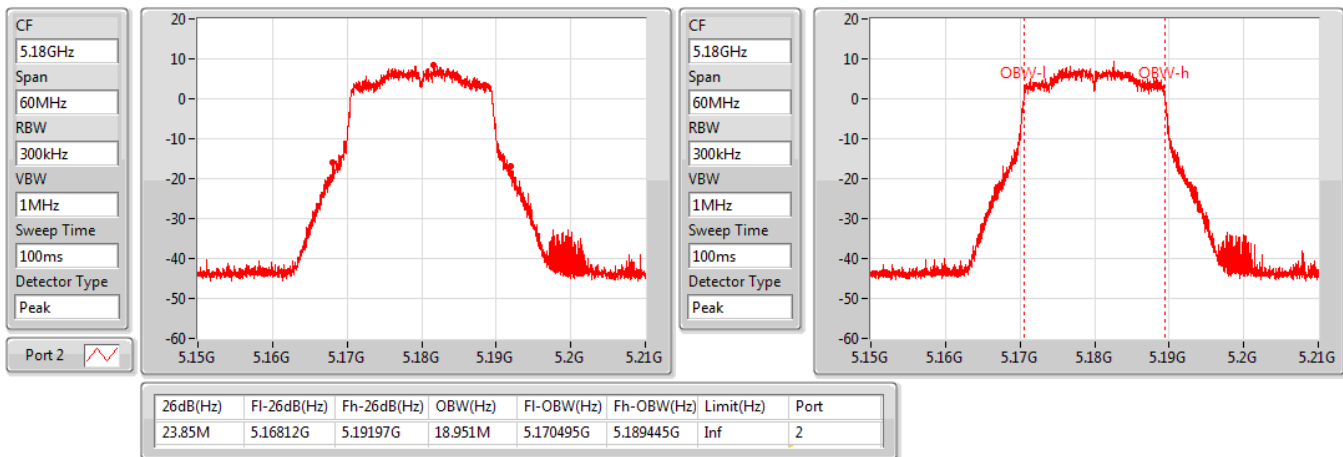 CF
5.18GHz
Span
60MHz
RBW
300kHz
VBW
1MHz
Sweep Time
100ms
Detector Type
Peak
Port 2
20
10
0
-10
-20
-30
-40
-50
-60
5.15G 5.16G 5.17G 5.18G 5.19G 5.2G 5.21G
CF
5.18GHz
Span
60MHz
RBW
300kHz
VBW
1MHz
Sweep Time
100ms
Detector Type
Peak
20
10
0
-10
-20
-30
-40
-50
-60
OBW-l OBW-h
5.15G 5.16G 5.17G 5.18G 5.19G 5.2G 5.21G
26dB(Hz) Fl-26dB(Hz) Fh-26dB(Hz) OBW(Hz) Fl-OBW(Hz) Fh-OBW(Hz) Limit(Hz) Port
23.85M 5.16812G 5.19197G 18.951M 5.170495G 5.189445G Inf 2